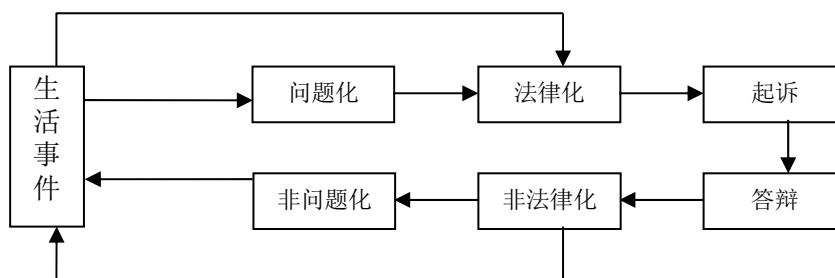 生活事件
问题化
法律化
起诉
非问题化
非法律化
答辩